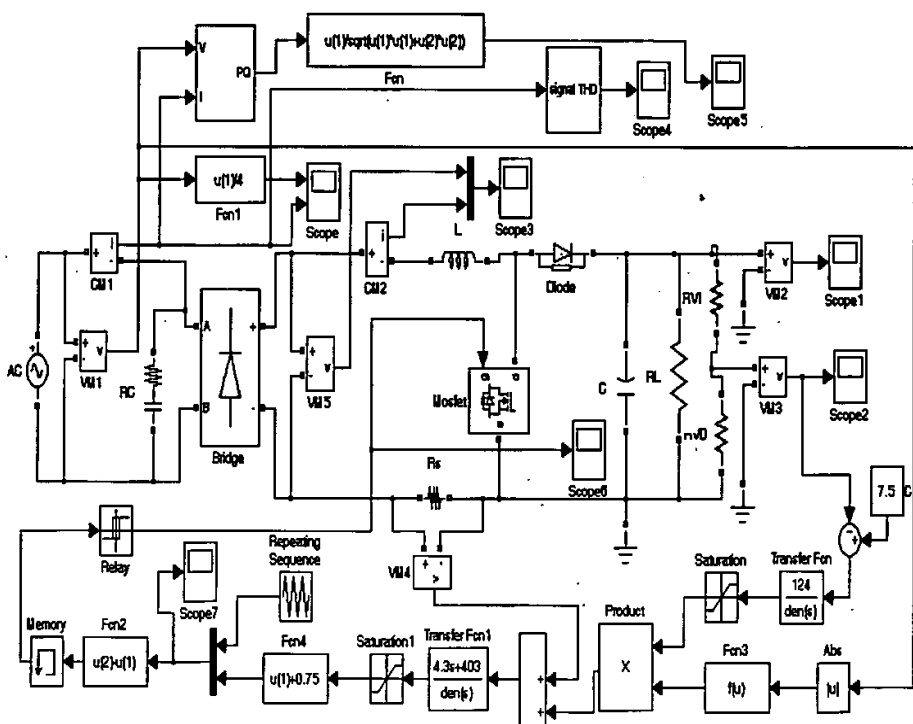 V
I
PQ
u(1)/sqrt(u(1)*u(1)+u(2)*u(2))
Fcn
signal THD
Scope4
Scope5
u(1)/4
Fcn1
Scope
L
Scope3
i
CM1
i
CM2
Diode
RVI
v
VM2
Scope1
AC
v
VM1
RC
A
B
Bridge
v
VM5
Mosfet
C
RL
v
VM3
Scope2
Rs
Scope6
7.5
C
Relay
Repeating
Sequence
Scope7
VM4
v
Saturation
Transfer Fcn
124
den(s)
Product
X
Memory
Fcn2
u(2)-u(1)
Fcn4
u(1)+0.75
Saturation1
Transfer Fcn1
4.3s+403
den(s)
Fcn3
f(u)
Abs
|u|